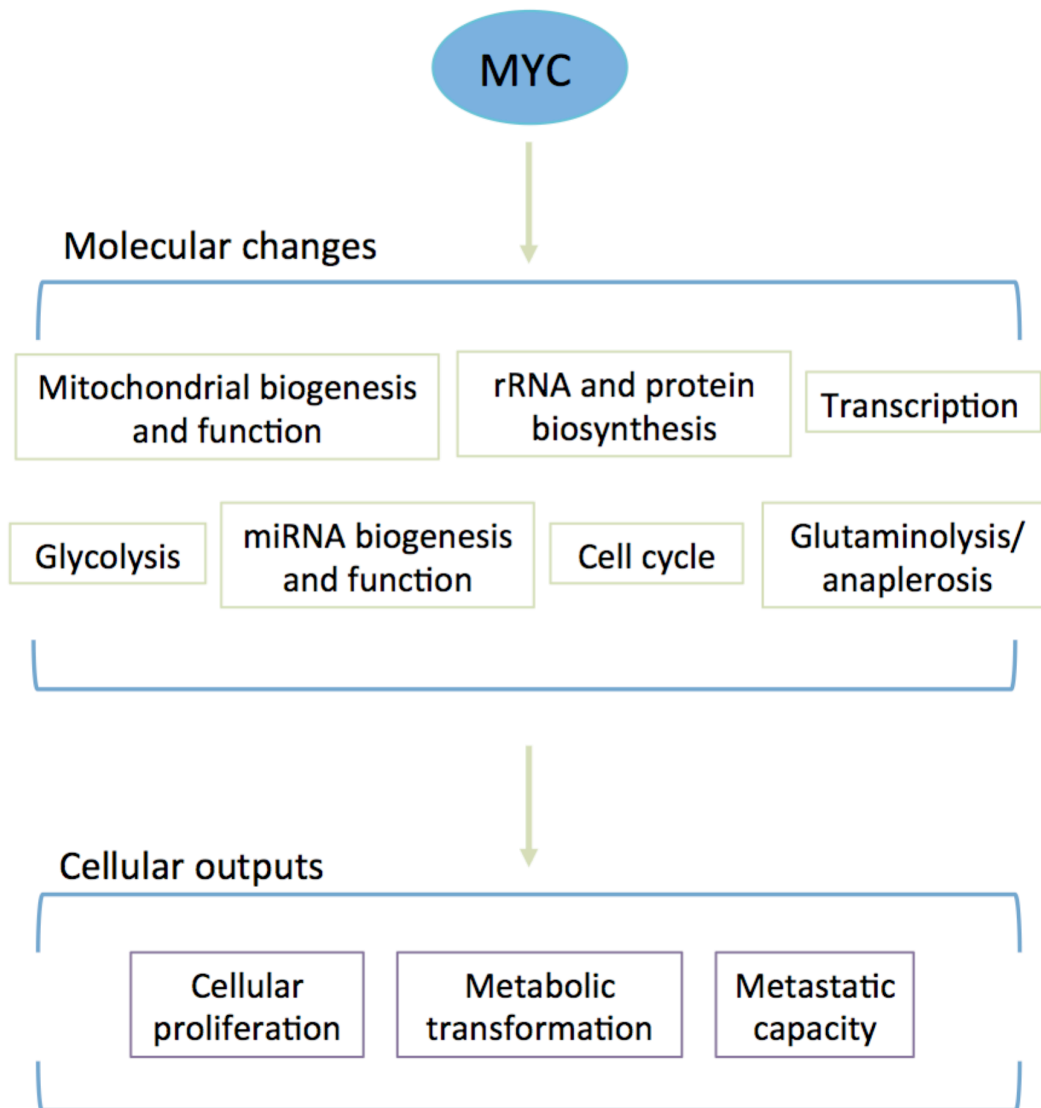 MYC
Molecular changes
Mitochondrial biogenesis
and function
rRNA and protein
biosynthesis
Transcription
Glycolysis
miRNA biogenesis
and function
Cell cycle
Glutaminolysis/
anaplerosis
Cellular outputs
Cellular
proliferation
Metabolic
transformation
Metastatic
capacity